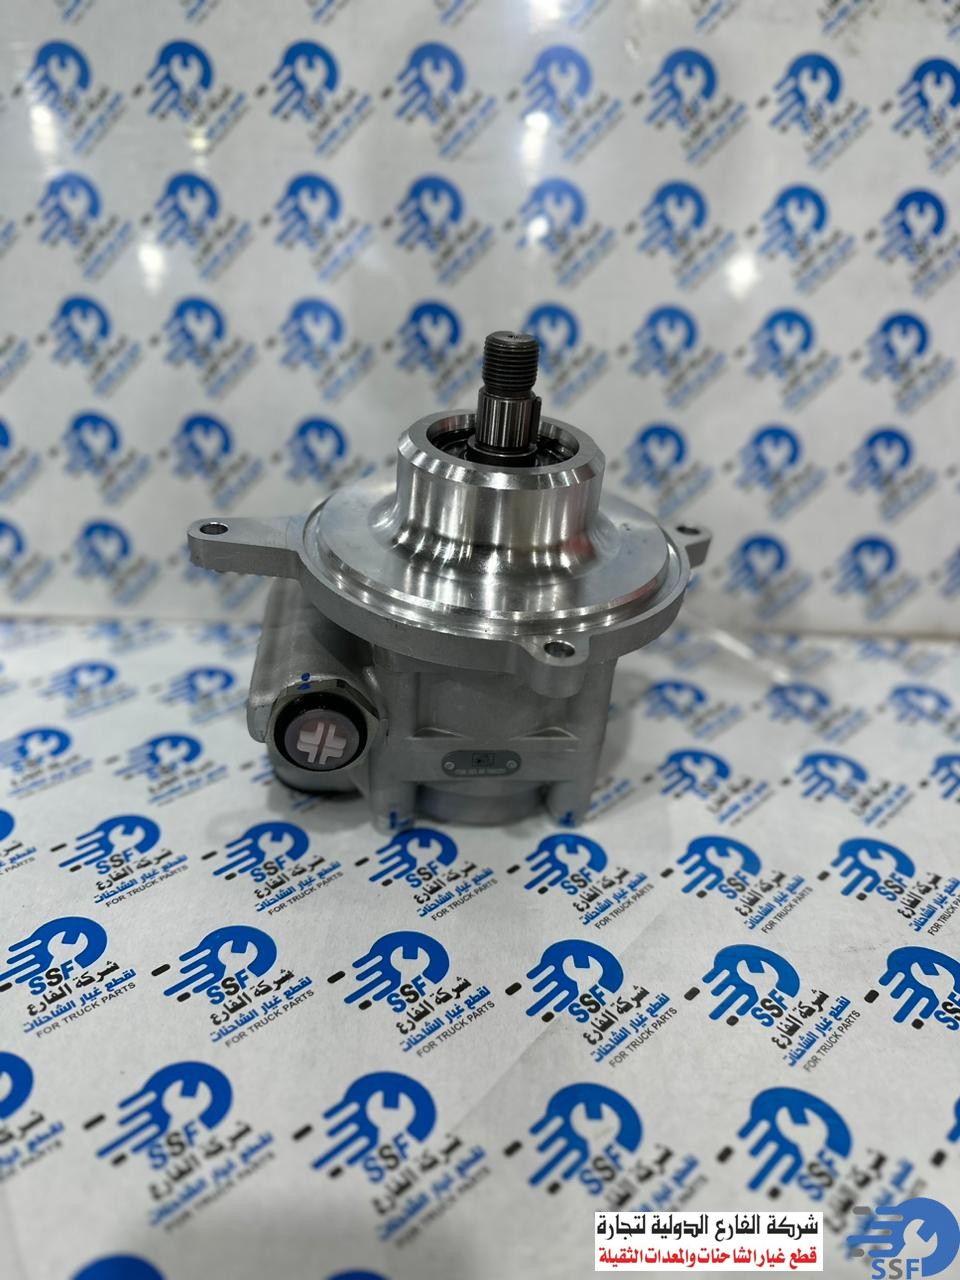 SSF
شركة الفارع
لقطع غيار الشاحنات
FOR TRUCK PARTS
شركة الفارع الدولية لتجارة
قطع غيار الشاحنات والمعدات الثقيلة
SSF